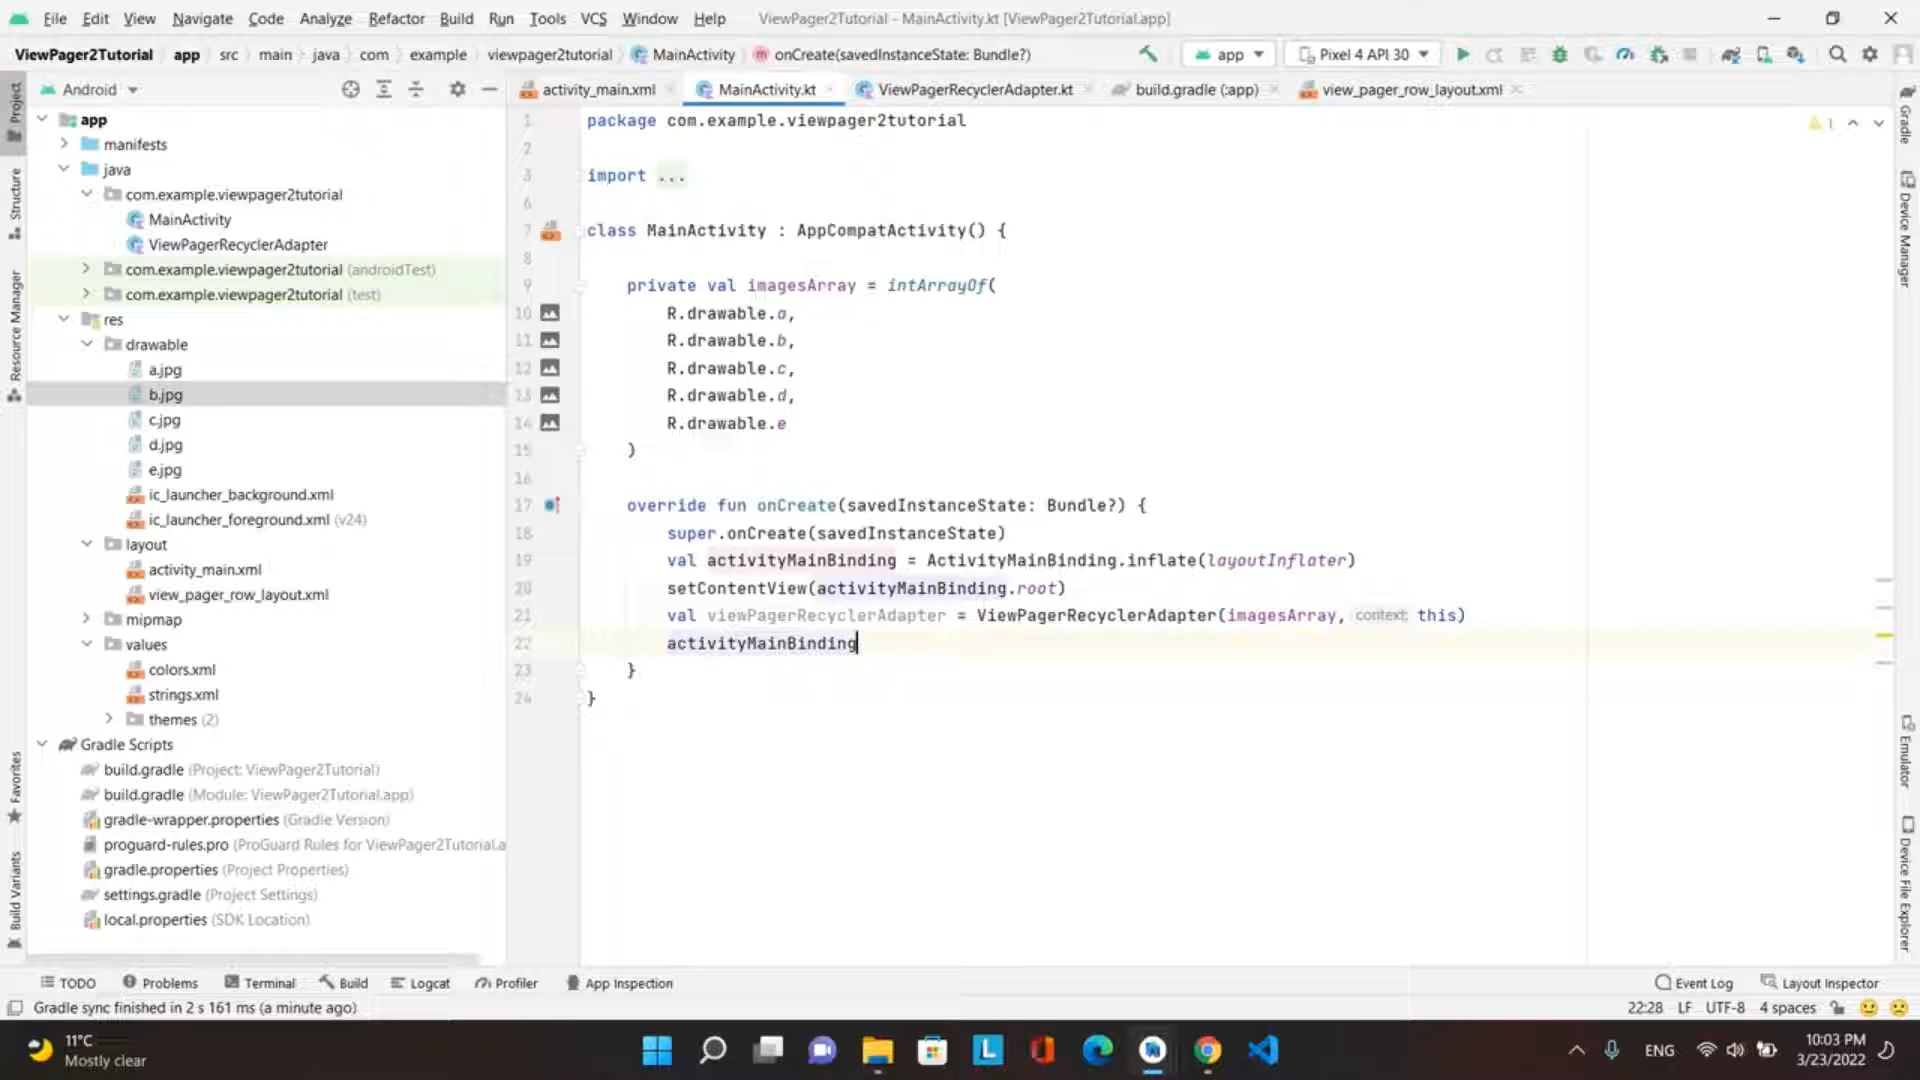 File Edit View Navigate Code Analyze Refactor Build Run Tools VCS Window Help ViewPager2Tutorial - MainActivity.kt [ViewPager2Tutorial.app]
ViewPager2Tutorial app src main java com example viewpager2tutorial MainActivity m onCreate(savedInstanceState: Bundle?) app Pixel 4 API 30
Android
activity_main.xml MainActivity.kt ViewPagerRecyclerAdapter.kt build.gradle (:app) view_pager_row_layout.xml
Project
Structure
Resource Manager
Favorites
Build Variants
app
manifests
java
com.example.viewpager2tutorial
MainActivity
ViewPagerRecyclerAdapter
com.example.viewpager2tutorial (androidTest)
com.example.viewpager2tutorial (test)
res
drawable
a.jpg
b.jpg
c.jpg
d.jpg
e.jpg
ic_launcher_background.xml
ic_launcher_foreground.xml (v24)
layout
activity_main.xml
view_pager_row_layout.xml
mipmap
values
colors.xml
strings.xml
themes (2)
Gradle Scripts
build.gradle (Project: ViewPager2Tutorial)
build.gradle (Module: ViewPager2Tutorial.app)
gradle-wrapper.properties (Gradle Version)
proguard-rules.pro (ProGuard Rules for ViewPager2Tutorial.a
gradle.properties (Project Properties)
settings.gradle (Project Settings)
local.properties (SDK Location)
1 package com.example.viewpager2tutorial
2
3 import ...
6
7 class MainActivity : AppCompatActivity() {
8
9 private val imagesArray = intArrayOf(
10 R.drawable.a,
11 R.drawable.b,
12 R.drawable.c,
13 R.drawable.d,
14 R.drawable.e
15 )
16
17 override fun onCreate(savedInstanceState: Bundle?) {
18 super.onCreate(savedInstanceState)
19 val activityMainBinding = ActivityMainBinding.inflate(layoutInflater)
20 setContentView(activityMainBinding.root)
21 val viewPagerRecyclerAdapter = ViewPagerRecyclerAdapter(imagesArray, context: this)
22 activityMainBinding
23 }
24 }
1
Gradle
Device Manager
Emulator
Device File Explorer
TODO Problems Terminal Build Logcat Profiler App Inspection Event Log Layout Inspector
Gradle sync finished in 2 s 161 ms (a minute ago) 22:28 LF UTF-8 4 spaces
11°C
Mostly clear
ENG
10:03 PM
3/23/2022